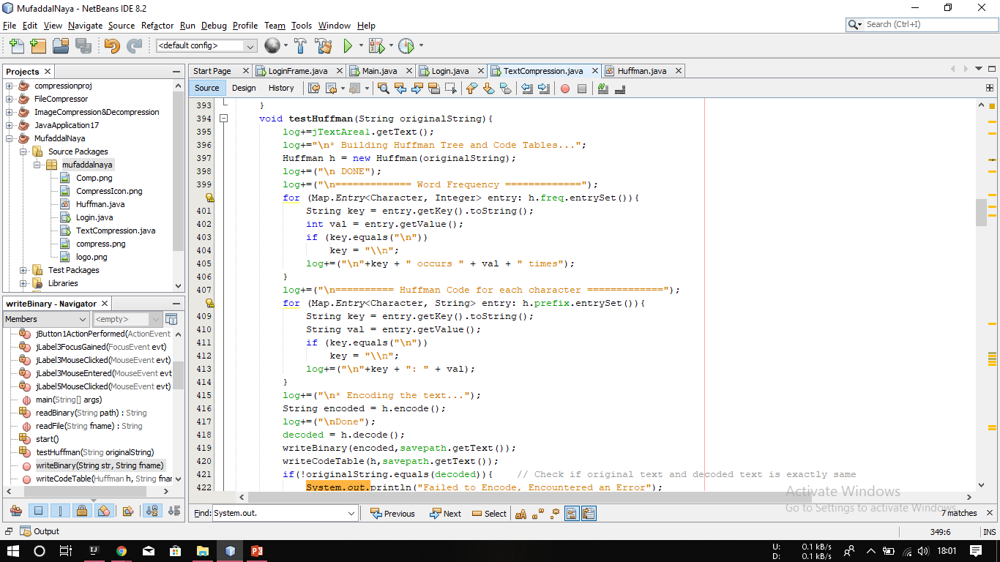 MufaddalNaya - NetBeans IDE 8.2
File Edit View Navigate Source Refactor Run Debug Profile Team Tools Window Help
Search (Ctrl+I)
<default config>
Projects
compressionproj
FileCompressor
ImageCompression&Decompression
JavaApplication17
MufaddalNaya
Source Packages
mufaddalnaya
Comp.png
CompressIcon.png
Huffman.java
Login.java
TextCompression.java
compress.png
logo.png
Test Packages
Libraries
writeBinary - Navigator
Members
<empty>
jButton1ActionPerformed(ActionEvent
jLabel3FocusGained(FocusEvent evt)
jLabel3MouseClicked(MouseEvent evt)
jLabel3MouseEntered(MouseEvent evt
jLabel5MouseClicked(MouseEvent evt)
main(String[] args)
readBinary(String path) : String
readFile(String fname) : String
start()
testHuffman(String originalString)
writeBinary(String str, String fname)
writeCodeTable(Huffman h, String fnar
Start Page LoginFrame.java Main.java Login.java TextCompression.java Huffman.java
Source Design History
393 }
394 void testHuffman(String originalString){
395 log+=jTextArea1.getText();
396 log+="\n* Building Huffman Tree and Code Tables...";
397 Huffman h = new Huffman(originalString);
398 log+=("\n DONE");
399 log+=("\n============= Word Frequency =============");
for (Map.Entry<Character, Integer> entry: h.freq.entrySet()){
401 String key = entry.getKey().toString();
402 int val = entry.getValue();
403 if (key.equals("\n"))
404 key = "\\n";
405 log+=("\n"+key + " occurs " + val + " times");
406 }
407 log+=("\n========== Huffman Code for each character =============");
for (Map.Entry<Character, String> entry: h.prefix.entrySet()){
409 String key = entry.getKey().toString();
410 String val = entry.getValue();
411 if (key.equals("\n"))
412 key = "\\n";
413 log+=("\n"+key + ": " + val);
414 }
415 log+=("\n* Encoding the text...");
416 String encoded = h.encode();
417 log+=("\nDone");
418 decoded = h.decode();
419 writeBinary(encoded,savepath.getText());
420 writeCodeTable(h,savepath.getText());
421 if(!originalString.equals(decoded)){ // Check if original text and decoded text is exactly same
422 System.out.println("Failed to Encode, Encountered an Error");
Activate Windows
Go to Settings to activate Windows.
Find: System.out. Previous Next Select 7 matches
Output
349:6 INS
U: 0.1 kB/s
D: 0.1 kB/s
18:01